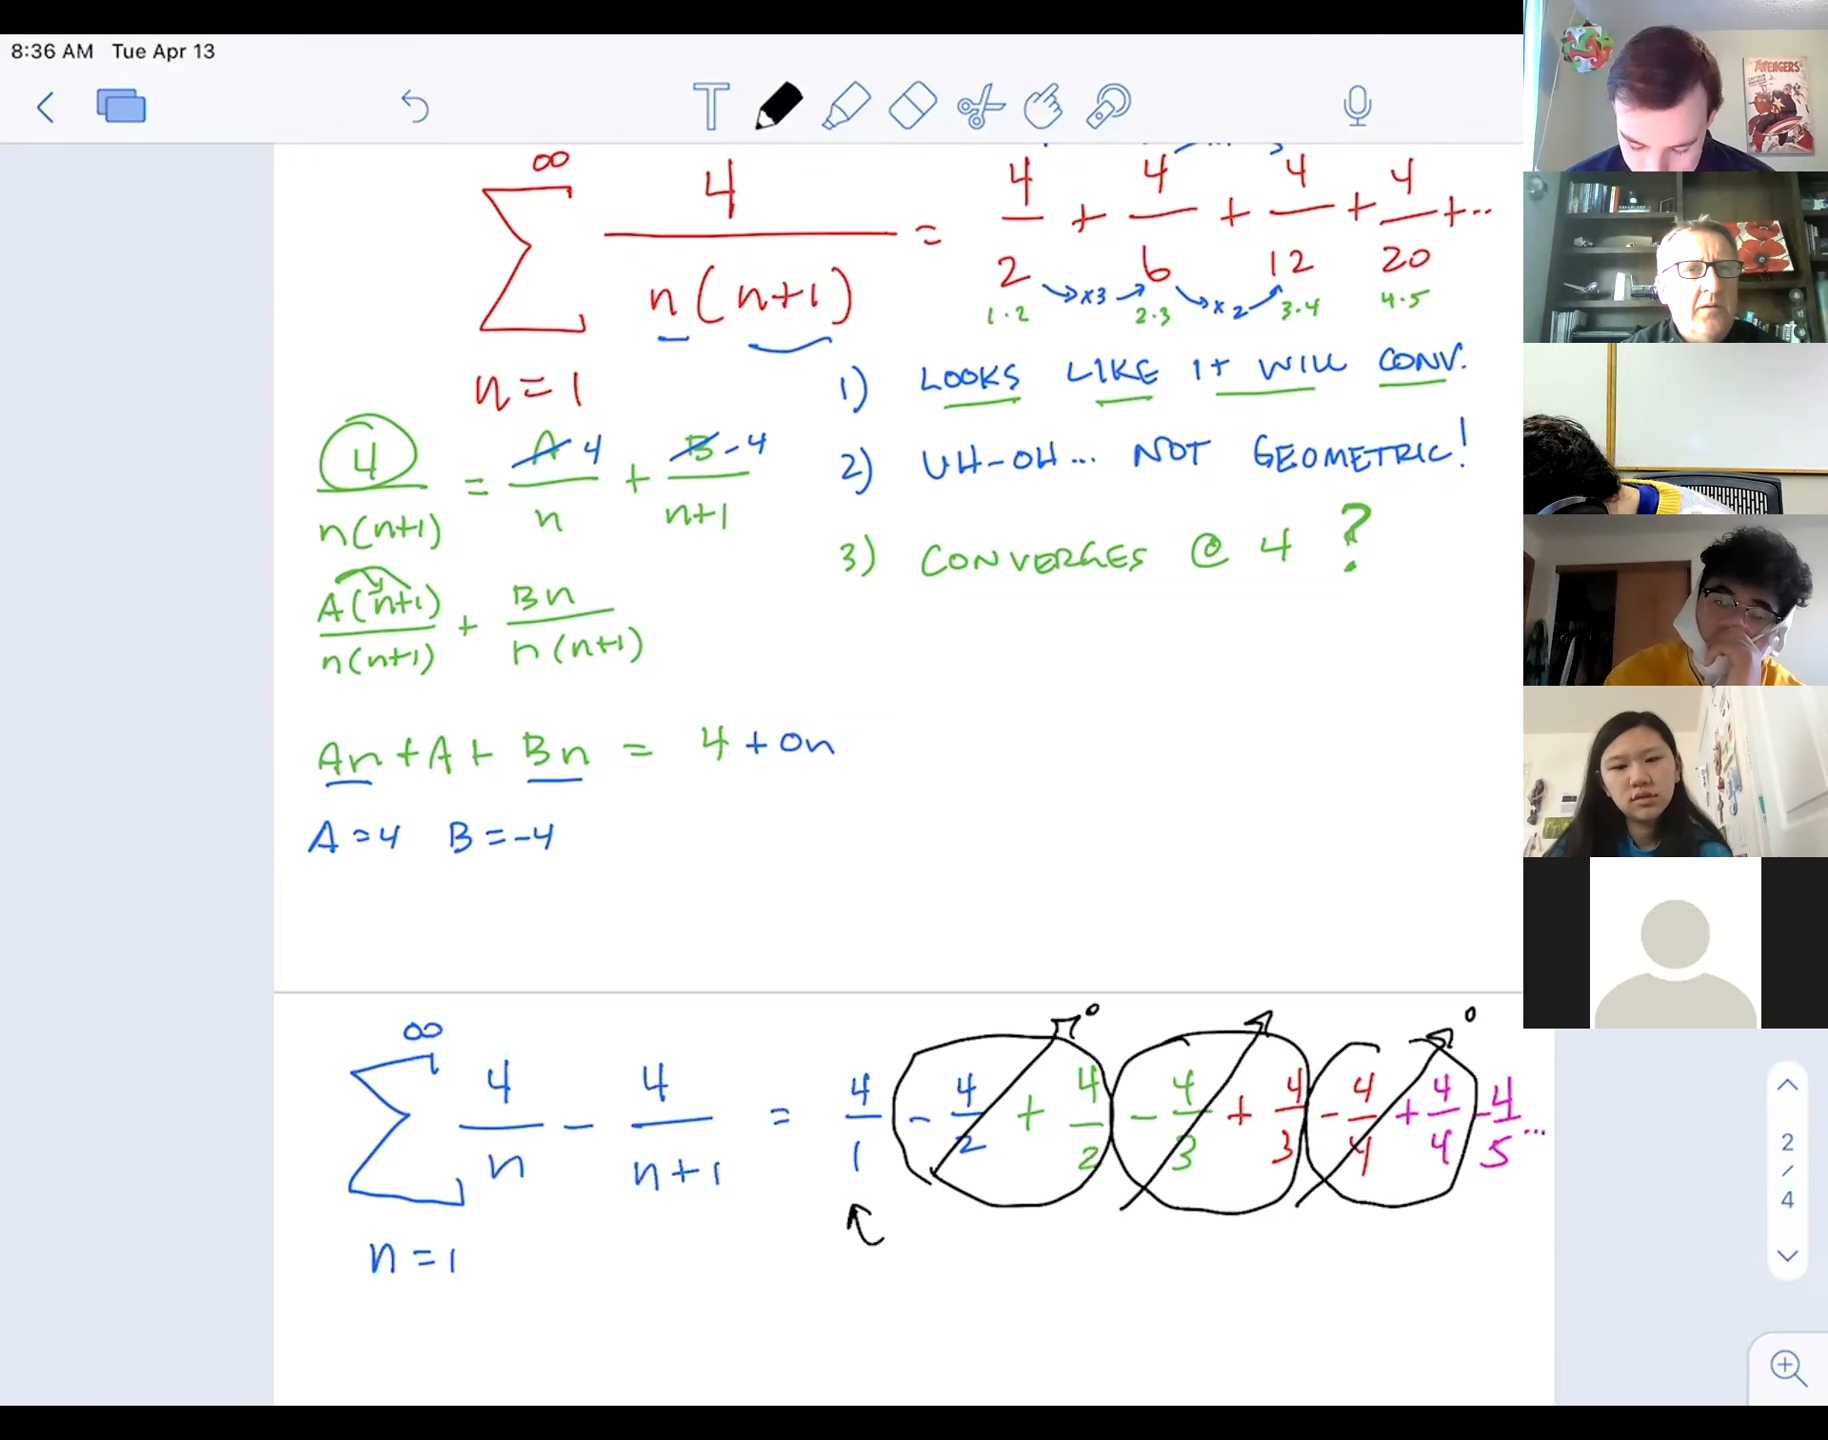 8:36 AM Tue Apr 13
AVENGERS
∞
∑ 4 / n(n+1) = 4/2 + 4/6 + 4/12 + 4/20 + ..
n=1
x3 x2
1·2 2·3 3·4 4·5
1) LOOKS LIKE IT WILL CONV.
2) UH-OH... NOT GEOMETRIC!
3) CONVERGES @ 4 ?
4 / n(n+1) = A 4 / n + B -4 / n+1
A(n+1) / n(n+1) + Bn / n(n+1)
An + A + Bn = 4 + 0n
A=4 B=-4
∞
∑ 4/n - 4/n+1 = 4/1 - 4/2 + 4/2 - 4/3 + 4/3 - 4/4 + 4/4 - 4/5 ...
0 0
n=1
2 / 4